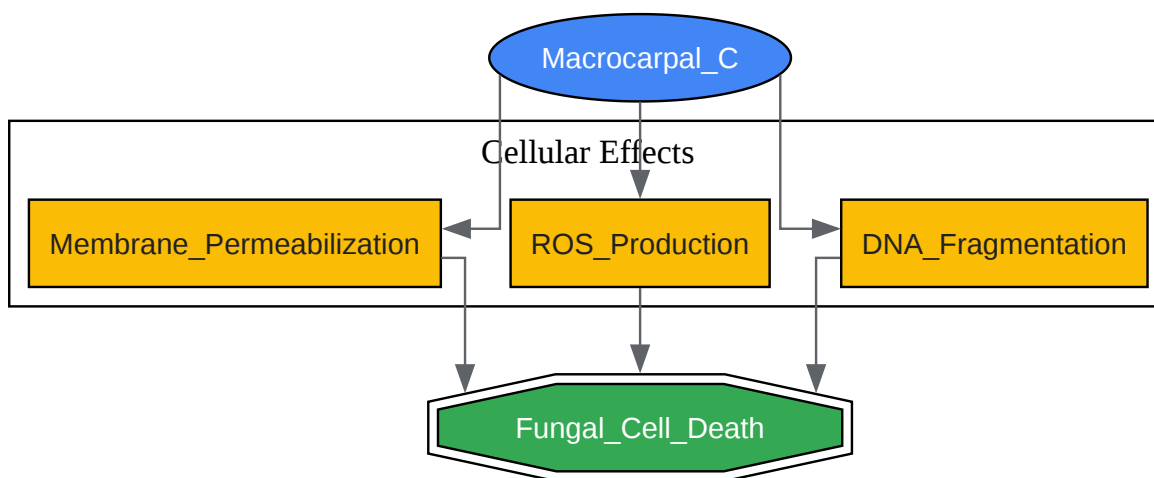 Macrocarpal_C
Cellular Effects
Membrane_Permeabilization
ROS_Production
DNA_Fragmentation
Fungal_Cell_Death